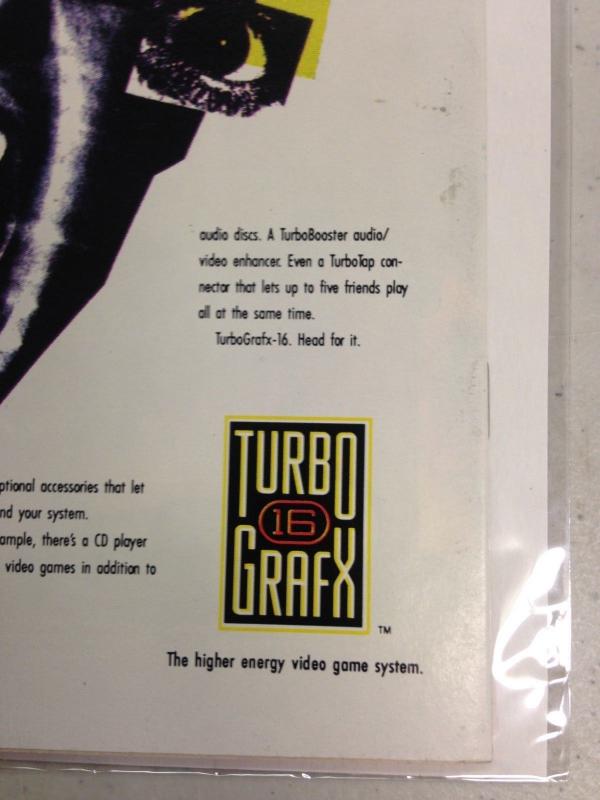 ptional accessories that let
nd your system.
ample, there's a CD player
video games in addition to
audio discs. A TurboBooster audio/
video enhancer. Even a TurboTap con-
nector that lets up to five friends play
all at the same time.
TurboGrafx-16. Head for it.
TURBO
16
GRAFX
TM
The higher energy video game system.